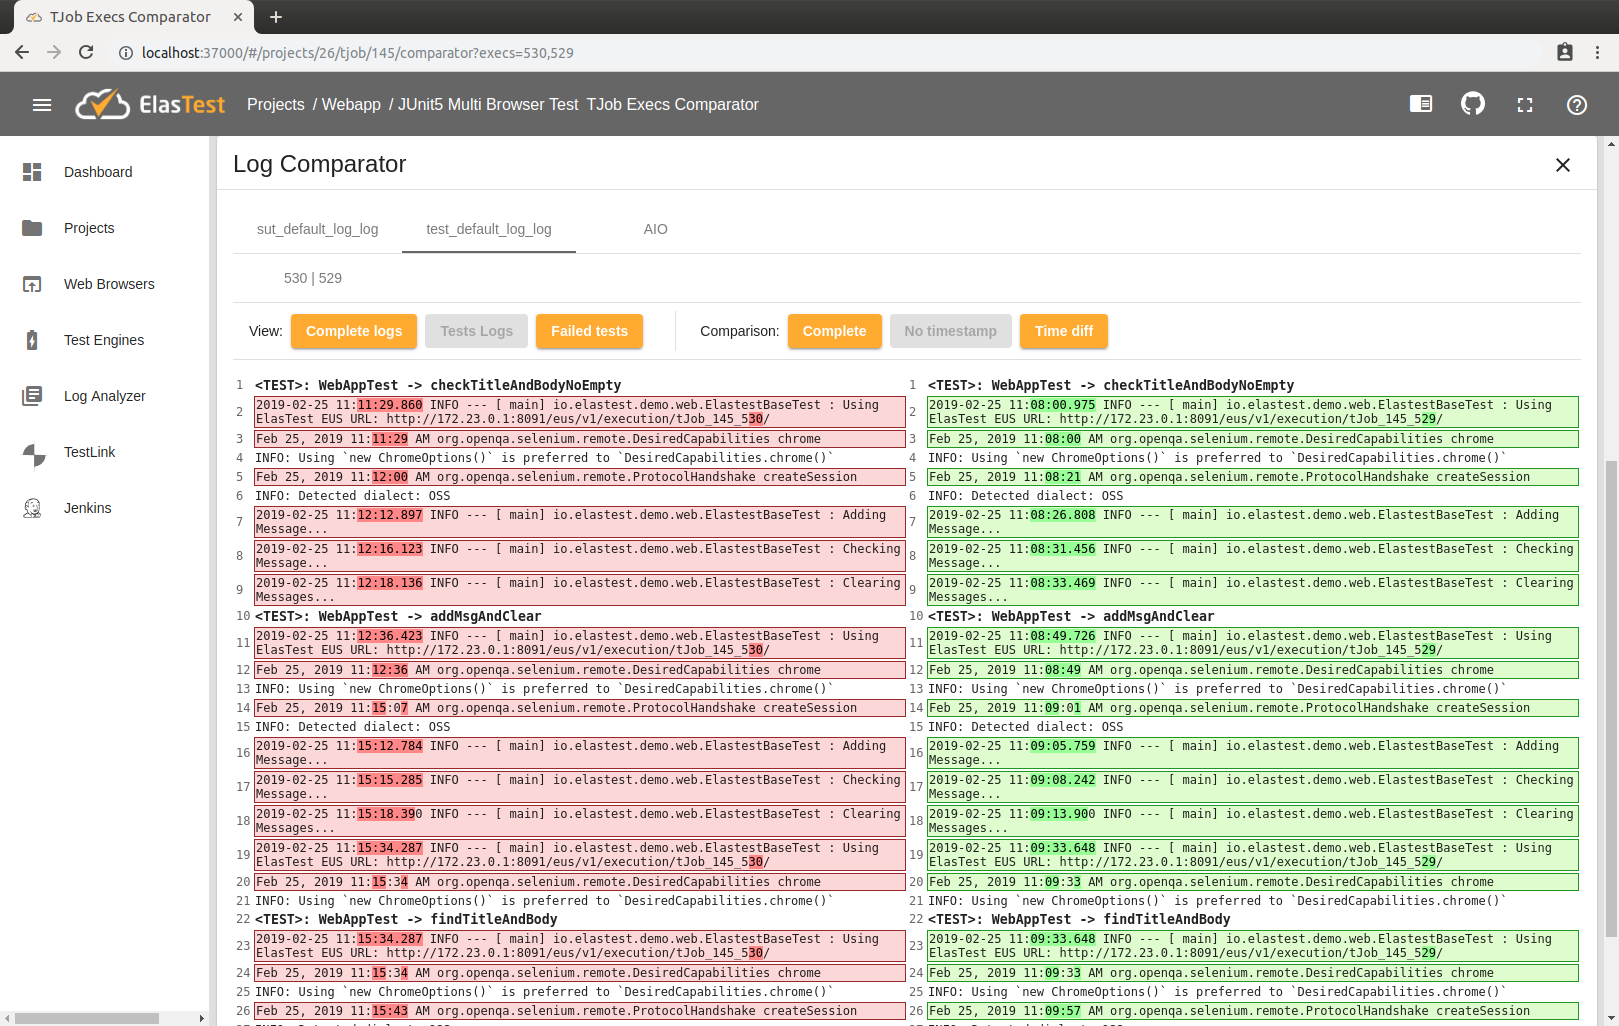 TJob Execs Comparator
localhost:37000/#/projects/26/tjob/145/comparator?execs=530,529
ElasTest
Projects / Webapp / JUnit5 Multi Browser Test TJob Execs Comparator
Dashboard
Projects
Web Browsers
Test Engines
Log Analyzer
TestLink
Jenkins
Log Comparator
sut_default_log_log test_default_log_log AIO
530 | 529
View: Complete logs Tests Logs Failed tests Comparison: Complete No timestamp Time diff
1 <TEST>: WebAppTest -> checkTitleAndBodyNoEmpty
2 2019-02-25 11:11:29.860 INFO --- [ main] io.elastest.demo.web.ElastestBaseTest : Using
ElasTest EUS URL: http://172.23.0.1:8091/eus/v1/execution/tJob_145_530/
3 Feb 25, 2019 11:11:29 AM org.openqa.selenium.remote.DesiredCapabilities chrome
4 INFO: Using `new ChromeOptions()` is preferred to `DesiredCapabilities.chrome()`
5 Feb 25, 2019 11:12:00 AM org.openqa.selenium.remote.ProtocolHandshake createSession
6 INFO: Detected dialect: OSS
7 2019-02-25 11:12:12.897 INFO --- [ main] io.elastest.demo.web.ElastestBaseTest : Adding
Message...
8 2019-02-25 11:12:16.123 INFO --- [ main] io.elastest.demo.web.ElastestBaseTest : Checking
Message...
9 2019-02-25 11:12:18.136 INFO --- [ main] io.elastest.demo.web.ElastestBaseTest : Clearing
Messages...
10 <TEST>: WebAppTest -> addMsgAndClear
11 2019-02-25 11:12:36.423 INFO --- [ main] io.elastest.demo.web.ElastestBaseTest : Using
ElasTest EUS URL: http://172.23.0.1:8091/eus/v1/execution/tJob_145_530/
12 Feb 25, 2019 11:12:36 AM org.openqa.selenium.remote.DesiredCapabilities chrome
13 INFO: Using `new ChromeOptions()` is preferred to `DesiredCapabilities.chrome()`
14 Feb 25, 2019 11:15:07 AM org.openqa.selenium.remote.ProtocolHandshake createSession
15 INFO: Detected dialect: OSS
16 2019-02-25 11:15:12.784 INFO --- [ main] io.elastest.demo.web.ElastestBaseTest : Adding
Message...
17 2019-02-25 11:15:15.285 INFO --- [ main] io.elastest.demo.web.ElastestBaseTest : Checking
Message...
18 2019-02-25 11:15:18.390 INFO --- [ main] io.elastest.demo.web.ElastestBaseTest : Clearing
Messages...
19 2019-02-25 11:15:34.287 INFO --- [ main] io.elastest.demo.web.ElastestBaseTest : Using
ElasTest EUS URL: http://172.23.0.1:8091/eus/v1/execution/tJob_145_530/
20 Feb 25, 2019 11:15:34 AM org.openqa.selenium.remote.DesiredCapabilities chrome
21 INFO: Using `new ChromeOptions()` is preferred to `DesiredCapabilities.chrome()`
22 <TEST>: WebAppTest -> findTitleAndBody
23 2019-02-25 11:15:34.287 INFO --- [ main] io.elastest.demo.web.ElastestBaseTest : Using
ElasTest EUS URL: http://172.23.0.1:8091/eus/v1/execution/tJob_145_530/
24 Feb 25, 2019 11:15:34 AM org.openqa.selenium.remote.DesiredCapabilities chrome
25 INFO: Using `new ChromeOptions()` is preferred to `DesiredCapabilities.chrome()`
26 Feb 25, 2019 11:15:43 AM org.openqa.selenium.remote.ProtocolHandshake createSession
1 <TEST>: WebAppTest -> checkTitleAndBodyNoEmpty
2 2019-02-25 11:08:00.975 INFO --- [ main] io.elastest.demo.web.ElastestBaseTest : Using
ElasTest EUS URL: http://172.23.0.1:8091/eus/v1/execution/tJob_145_529/
3 Feb 25, 2019 11:08:00 AM org.openqa.selenium.remote.DesiredCapabilities chrome
4 INFO: Using `new ChromeOptions()` is preferred to `DesiredCapabilities.chrome()`
5 Feb 25, 2019 11:08:21 AM org.openqa.selenium.remote.ProtocolHandshake createSession
6 INFO: Detected dialect: OSS
7 2019-02-25 11:08:26.808 INFO --- [ main] io.elastest.demo.web.ElastestBaseTest : Adding
Message...
8 2019-02-25 11:08:31.456 INFO --- [ main] io.elastest.demo.web.ElastestBaseTest : Checking
Message...
9 2019-02-25 11:08:33.469 INFO --- [ main] io.elastest.demo.web.ElastestBaseTest : Clearing
Messages...
10 <TEST>: WebAppTest -> addMsgAndClear
11 2019-02-25 11:08:49.726 INFO --- [ main] io.elastest.demo.web.ElastestBaseTest : Using
ElasTest EUS URL: http://172.23.0.1:8091/eus/v1/execution/tJob_145_529/
12 Feb 25, 2019 11:08:49 AM org.openqa.selenium.remote.DesiredCapabilities chrome
13 INFO: Using `new ChromeOptions()` is preferred to `DesiredCapabilities.chrome()`
14 Feb 25, 2019 11:09:01 AM org.openqa.selenium.remote.ProtocolHandshake createSession
15 INFO: Detected dialect: OSS
16 2019-02-25 11:09:05.759 INFO --- [ main] io.elastest.demo.web.ElastestBaseTest : Adding
Message...
17 2019-02-25 11:09:08.242 INFO --- [ main] io.elastest.demo.web.ElastestBaseTest : Checking
Message...
18 2019-02-25 11:09:13.900 INFO --- [ main] io.elastest.demo.web.ElastestBaseTest : Clearing
Messages...
19 2019-02-25 11:09:33.648 INFO --- [ main] io.elastest.demo.web.ElastestBaseTest : Using
ElasTest EUS URL: http://172.23.0.1:8091/eus/v1/execution/tJob_145_529/
20 Feb 25, 2019 11:09:33 AM org.openqa.selenium.remote.DesiredCapabilities chrome
21 INFO: Using `new ChromeOptions()` is preferred to `DesiredCapabilities.chrome()`
22 <TEST>: WebAppTest -> findTitleAndBody
23 2019-02-25 11:09:33.648 INFO --- [ main] io.elastest.demo.web.ElastestBaseTest : Using
ElasTest EUS URL: http://172.23.0.1:8091/eus/v1/execution/tJob_145_529/
24 Feb 25, 2019 11:09:33 AM org.openqa.selenium.remote.DesiredCapabilities chrome
25 INFO: Using `new ChromeOptions()` is preferred to `DesiredCapabilities.chrome()`
26 Feb 25, 2019 11:09:57 AM org.openqa.selenium.remote.ProtocolHandshake createSession